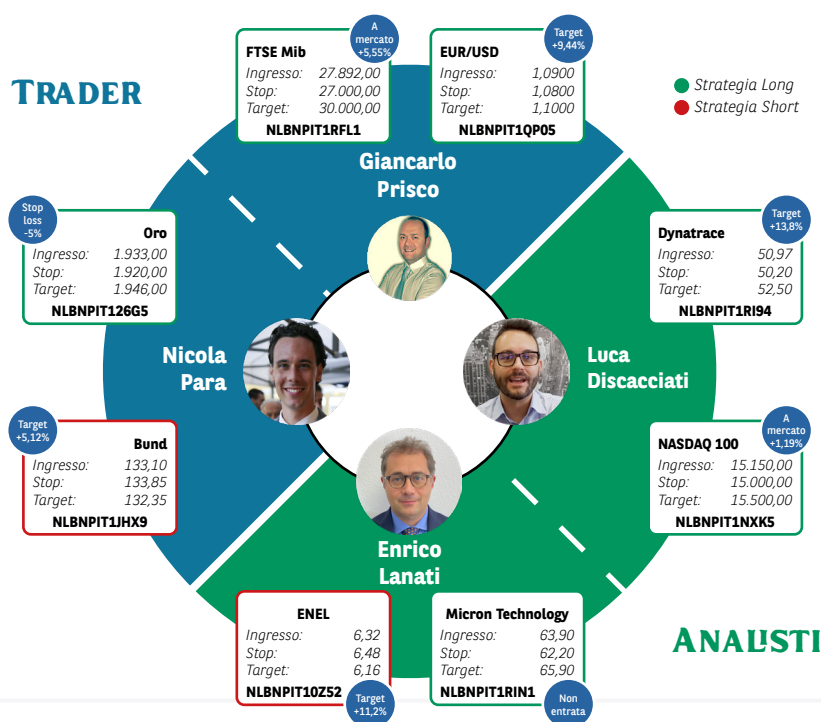 TRADER
A
mercato
+5,55%
FTSE Mib
Ingresso: 27.892,00
Stop: 27.000,00
Target: 30.000,00
NLBNPIT1RFL1
Target
+9,44%
EUR/USD
Ingresso: 1,0900
Stop: 1,0800
Target: 1,1000
NLBNPIT1QP05
Strategia Long
Strategia Short
Giancarlo
Prisco
Stop
loss
-5%
Oro
Ingresso: 1.933,00
Stop: 1.920,00
Target: 1.946,00
NLBNPIT126G5
Target
+13,8%
Dynatrace
Ingresso: 50,97
Stop: 50,20
Target: 52,50
NLBNPIT1RI94
Nicola
Para
Luca
Discacciati
Target
+5,12%
Bund
Ingresso: 133,10
Stop: 133,85
Target: 132,35
NLBNPIT1JHX9
A
mercato
+1,19%
NASDAQ 100
Ingresso: 15.150,00
Stop: 15.000,00
Target: 15.500,00
NLBNPIT1NXK5
Enrico
Lanati
ENEL
Ingresso: 6,32
Stop: 6,48
Target: 6,16
NLBNPIT10Z52
Target
+11,2%
Micron Technology
Ingresso: 63,90
Stop: 62,20
Target: 65,90
NLBNPIT1RIN1
Non
entrata
ANALISTI